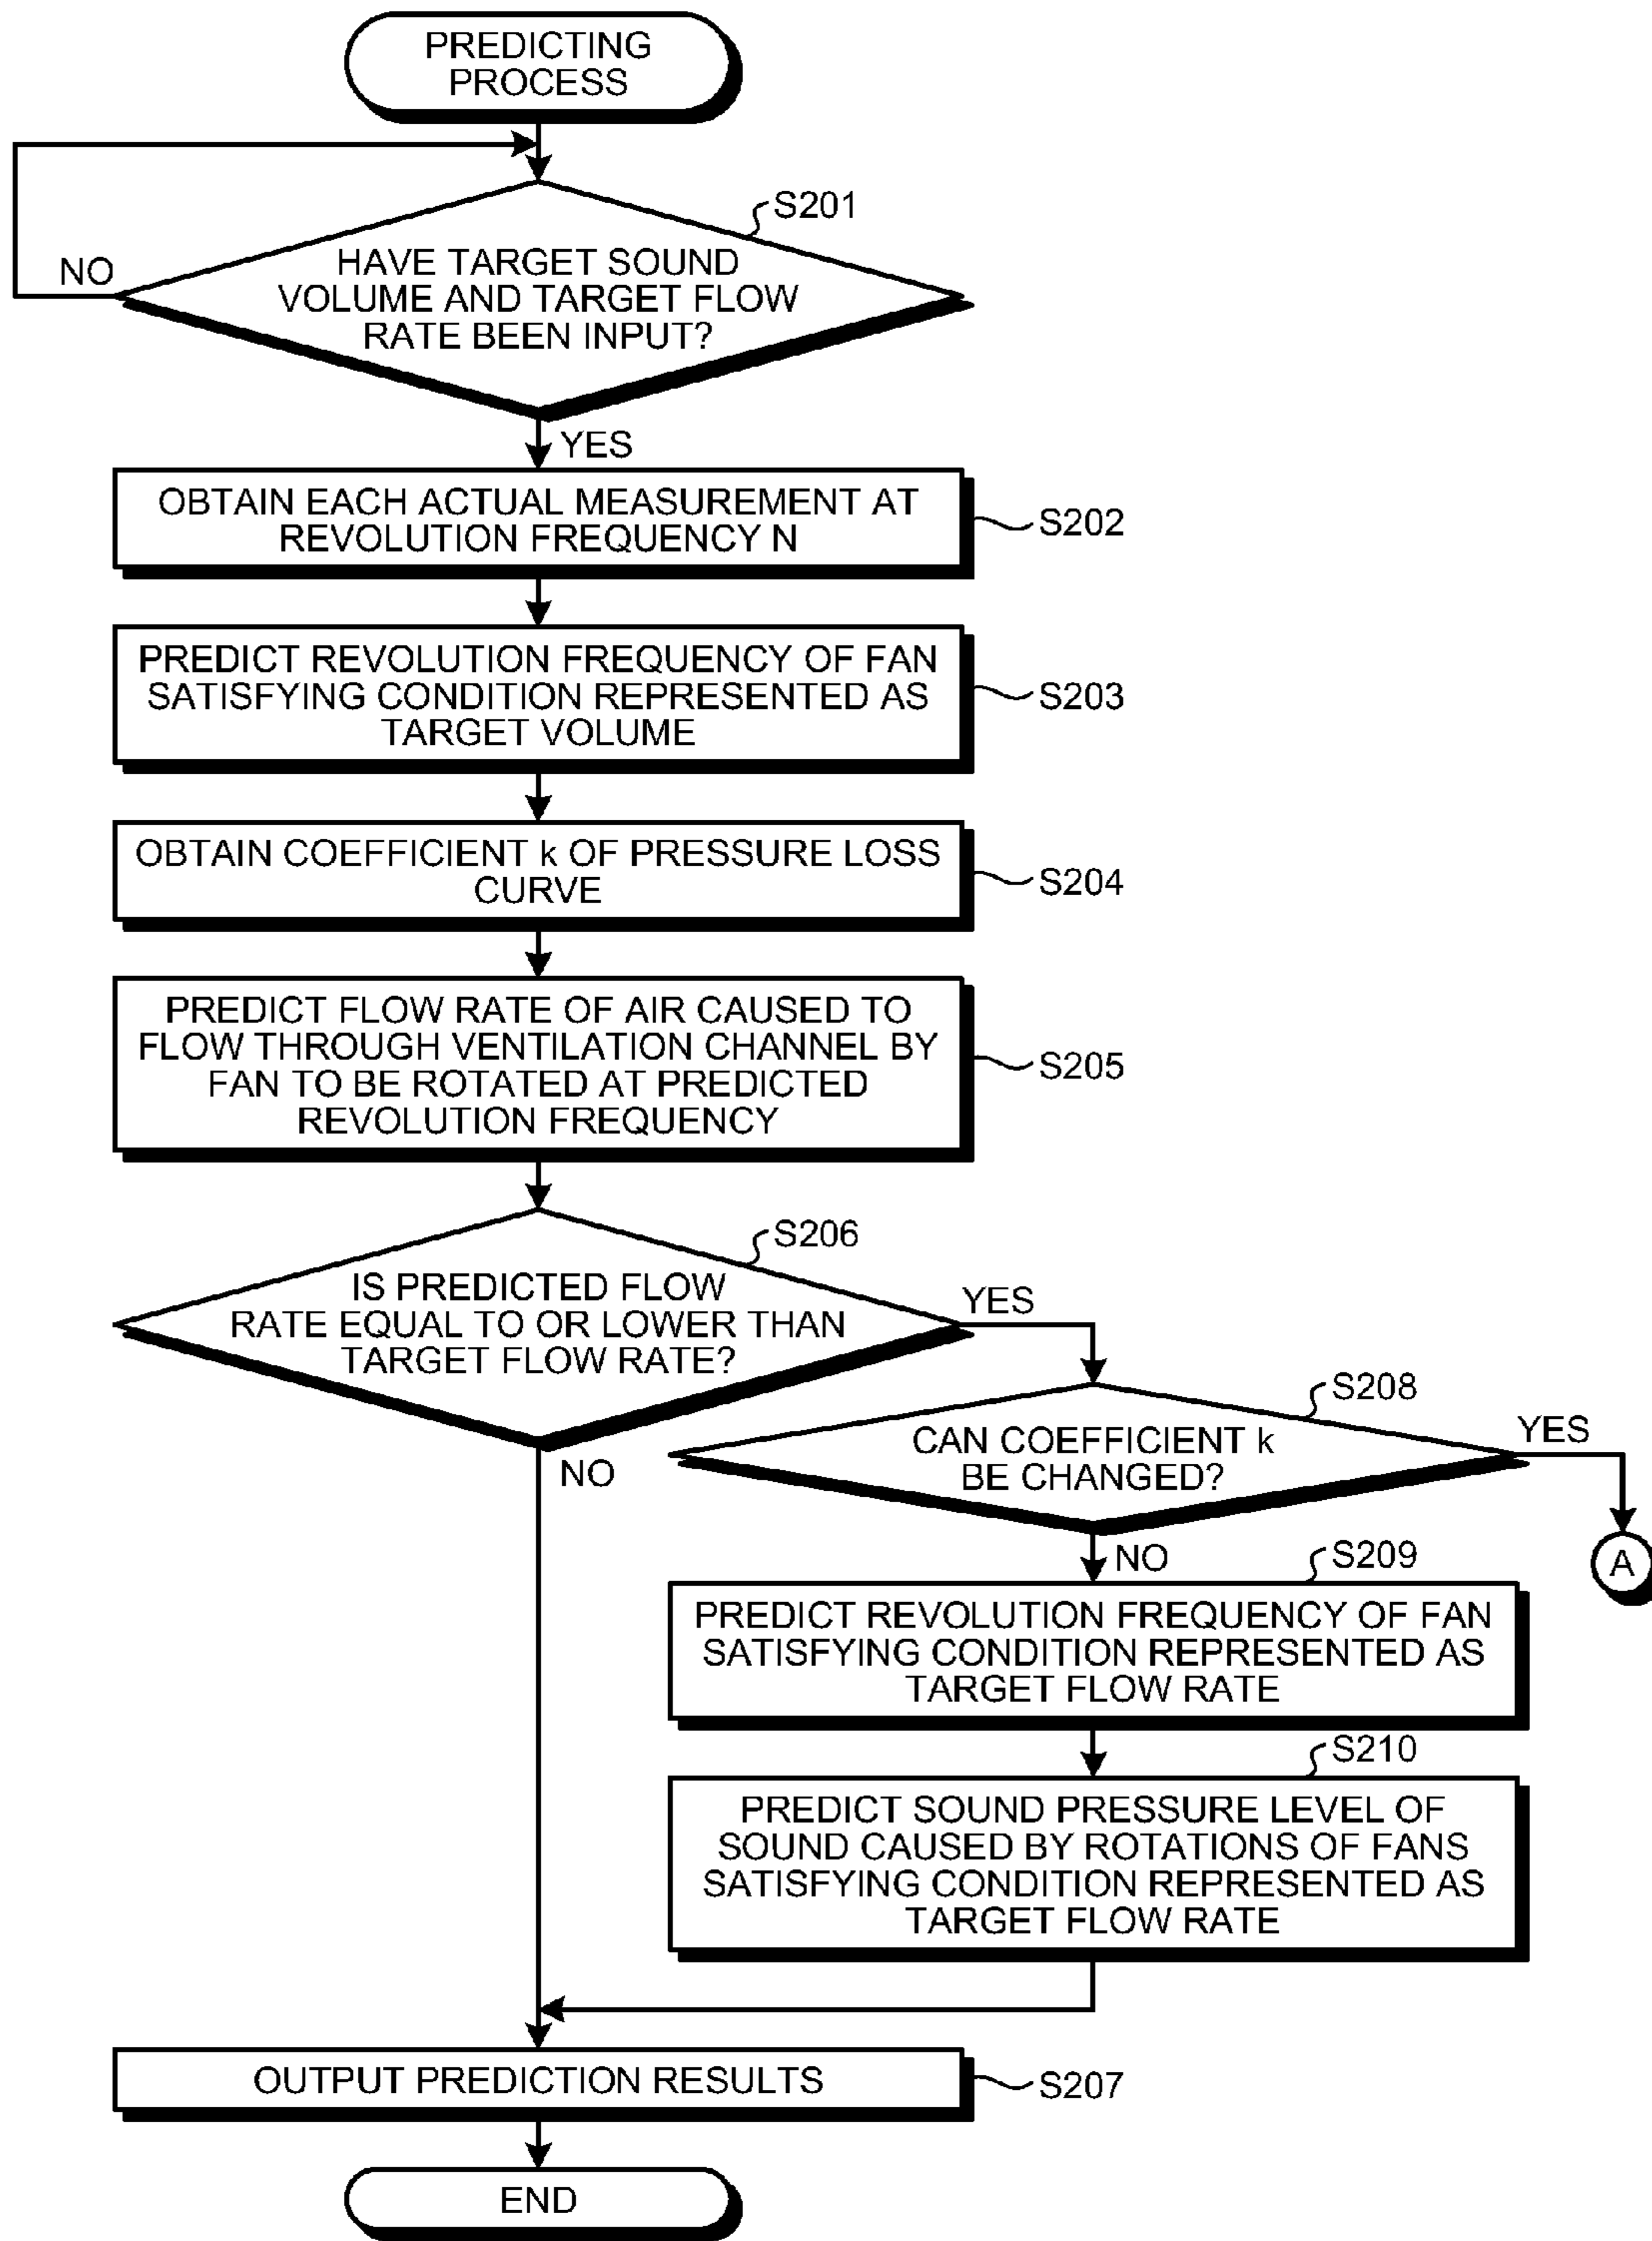 PREDICTING
PROCESS
S201
NO
HAVE TARGET SOUND
VOLUME AND TARGET FLOW
RATE BEEN INPUT?
YES
OBTAIN EACH ACTUAL MEASUREMENT AT
REVOLUTION FREQUENCY N
S202
PREDICT REVOLUTION FREQUENCY OF FAN
SATISFYING CONDITION REPRESENTED AS
TARGET VOLUME
S203
OBTAIN COEFFICIENT k OF PRESSURE LOSS
CURVE
S204
PREDICT FLOW RATE OF AIR CAUSED TO
FLOW THROUGH VENTILATION CHANNEL BY
FAN TO BE ROTATED AT PREDICTED
REVOLUTION FREQUENCY
S205
S206
IS PREDICTED FLOW
RATE EQUAL TO OR LOWER THAN
TARGET FLOW RATE?
YES
NO
S208
CAN COEFFICIENT k
BE CHANGED?
YES
A
NO
S209
PREDICT REVOLUTION FREQUENCY OF FAN
SATISFYING CONDITION REPRESENTED AS
TARGET FLOW RATE
S210
PREDICT SOUND PRESSURE LEVEL OF
SOUND CAUSED BY ROTATIONS OF FANS
SATISFYING CONDITION REPRESENTED AS
TARGET FLOW RATE
OUTPUT PREDICTION RESULTS
S207
END